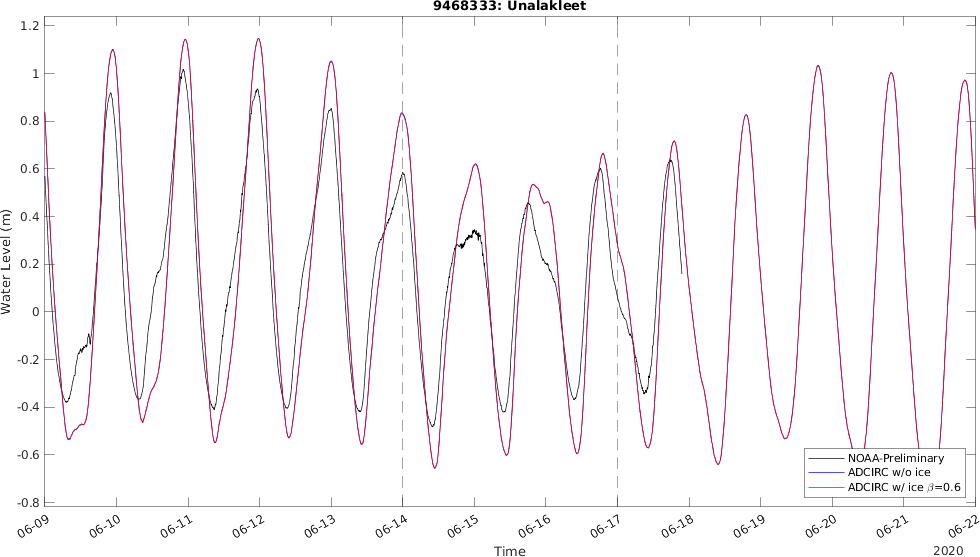 9468333: Unalakleet
Water Level (m)
1.2
1
0.8
0.6
0.4
0.2
0
-0.2
-0.4
-0.6
-0.8
NOAA-Preliminary
ADCIRC w/o ice
ADCIRC w/ ice β=0.6
06-09 06-10 06-11 06-12 06-13 06-14 06-15 06-16 06-17 06-18 06-19 06-20 06-21 06-22
Time
2020